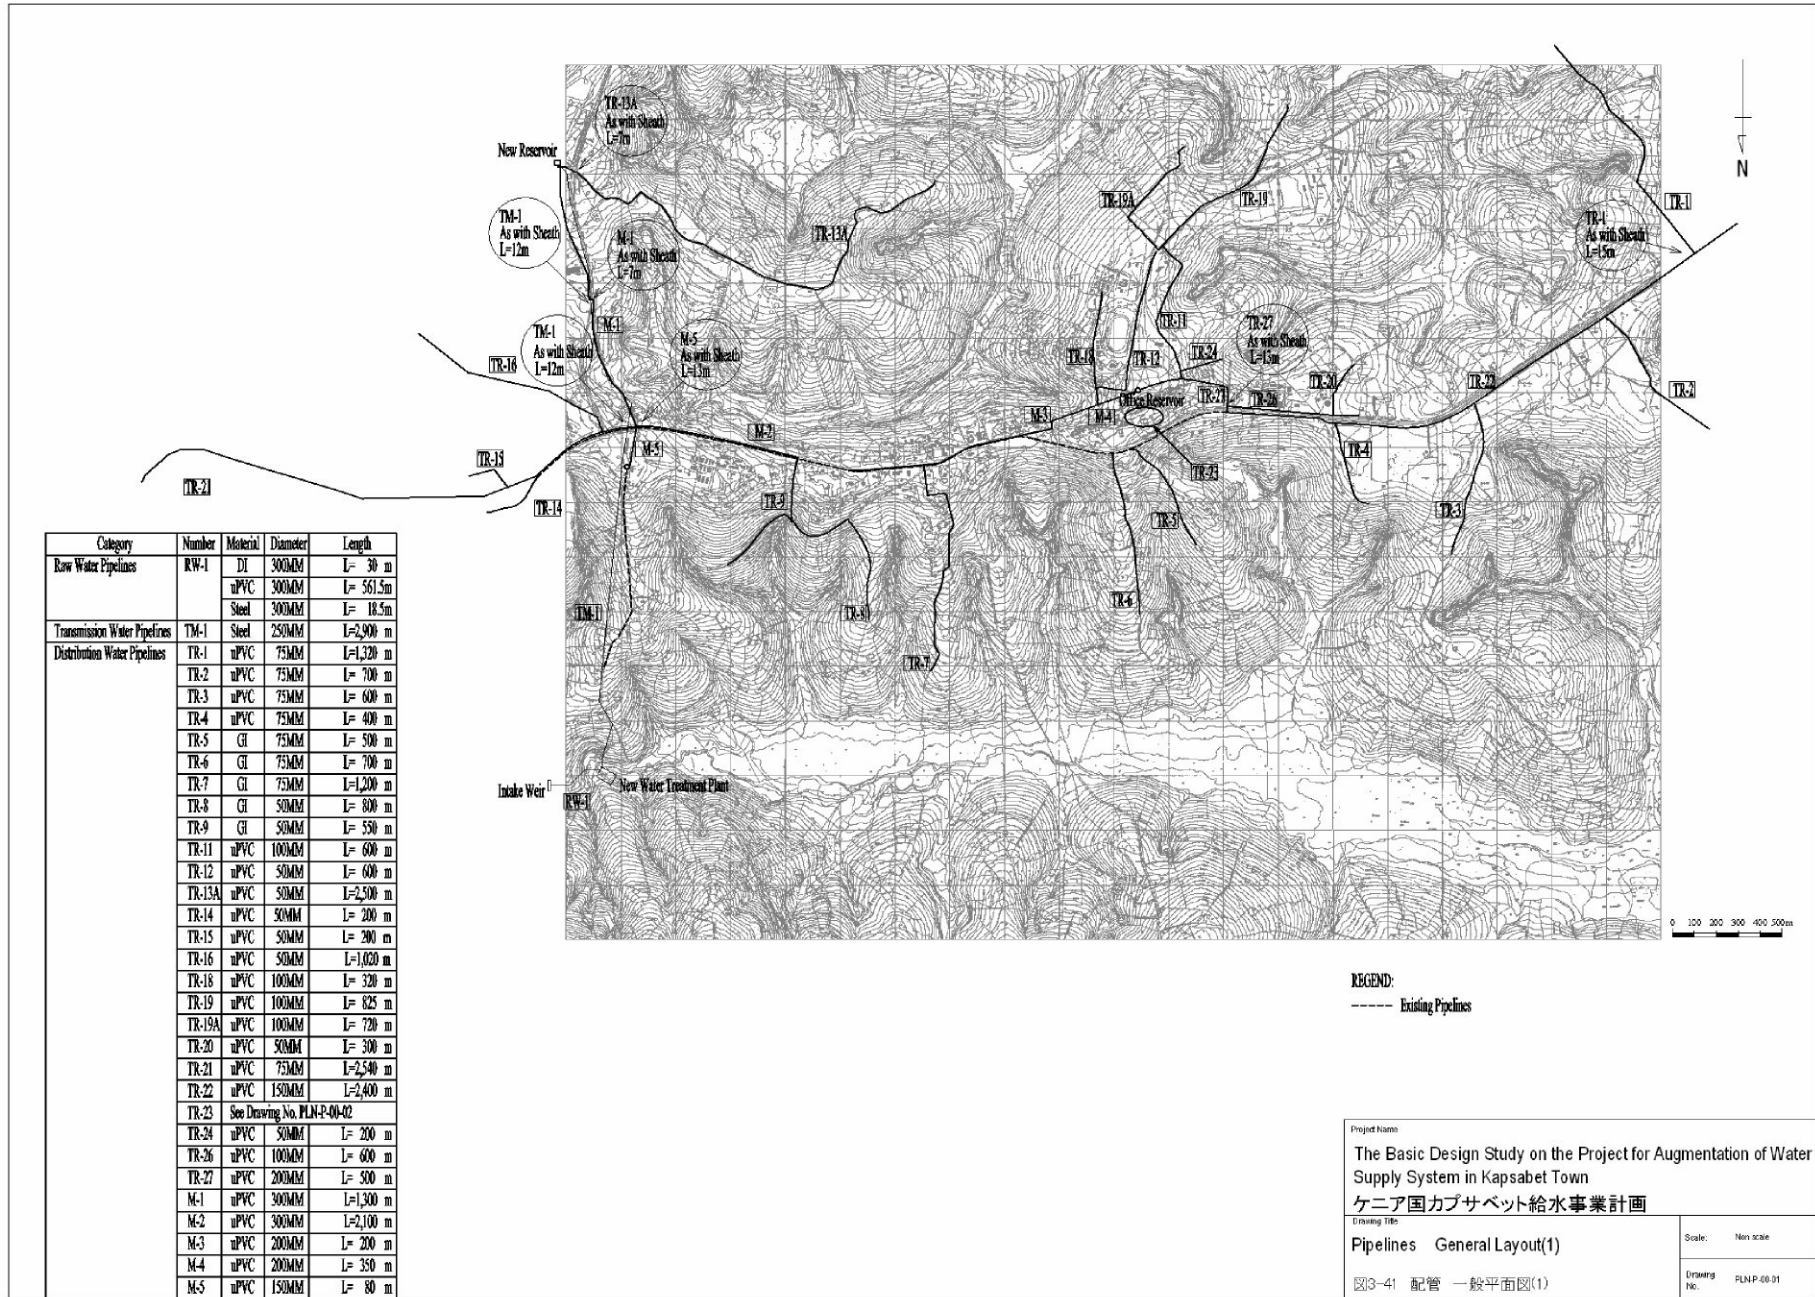 TR-13A
As with Sheath
L=7m
New Reservoir
TM-1
As with Sheath
L=12m
M-1
As with Sheath
L=7m
TR-13A
TR-19A
TR-19
TR-1
TR-1
As with Sheath
L=15m
N
TM-1
As with Sheath
L=12m
M-1
M-5
As with Sheath
L=13m
TR-16
TR-18
TR-12
TR-11
TR-24
TR-27
As with Sheath
L=13m
TR-20
TR-22
TR-2
Office Reservoir
TR-27
TR-26
M-3
M-4
M-2
M-5
TR-15
TR-21
TR-14
TR-9
TR-23
TR-4
TR-5
TR-3
TM-1
TR-8
TR-6
TR-7
Intake Weir
RW-1
New Water Treatment Plant
Category Number Material Diameter Length
Raw Water Pipelines RW-1 DI 300MM L= 30 m
uPVC 300MM L= 561.5m
Steel 300MM L= 18.5m
Transmission Water Pipelines TM-1 Steel 250MM L=2,900 m
Distribution Water Pipelines TR-1 uPVC 75MM L=1,320 m
TR-2 uPVC 75MM L= 700 m
TR-3 uPVC 75MM L= 600 m
TR-4 uPVC 75MM L= 400 m
TR-5 GI 75MM L= 500 m
TR-6 GI 75MM L= 700 m
TR-7 GI 75MM L=1,200 m
TR-8 GI 50MM L= 800 m
TR-9 GI 50MM L= 550 m
TR-11 uPVC 100MM L= 600 m
TR-12 uPVC 50MM L= 600 m
TR-13A uPVC 50MM L=2,500 m
TR-14 uPVC 50MM L= 200 m
TR-15 uPVC 50MM L= 200 m
TR-16 uPVC 50MM L=1,020 m
TR-18 uPVC 100MM L= 320 m
TR-19 uPVC 100MM L= 825 m
TR-19A uPVC 100MM L= 720 m
TR-20 uPVC 50MM L= 300 m
TR-21 uPVC 75MM L=2,540 m
TR-22 uPVC 150MM L=2,400 m
TR-23 See Drawing No. PLN-P-00-02
TR-24 uPVC 50MM L= 200 m
TR-26 uPVC 100MM L= 600 m
TR-27 uPVC 200MM L= 500 m
M-1 uPVC 300MM L=1,300 m
M-2 uPVC 300MM L=2,100 m
M-3 uPVC 200MM L= 200 m
M-4 uPVC 200MM L= 350 m
M-5 uPVC 150MM L= 80 m
0 100 200 300 400 500m
REGEND:
Existing Pipelines
Project Name
The Basic Design Study on the Project for Augmentation of Water
Supply System in Kapsabet Town
ケニア国カプサベット給水事業計画
Drawing Title
Pipelines General Layout(1)
図3-41 配管 一般平面図(1)
Scale: Non scale
Drawing No. PLN-P-00-01